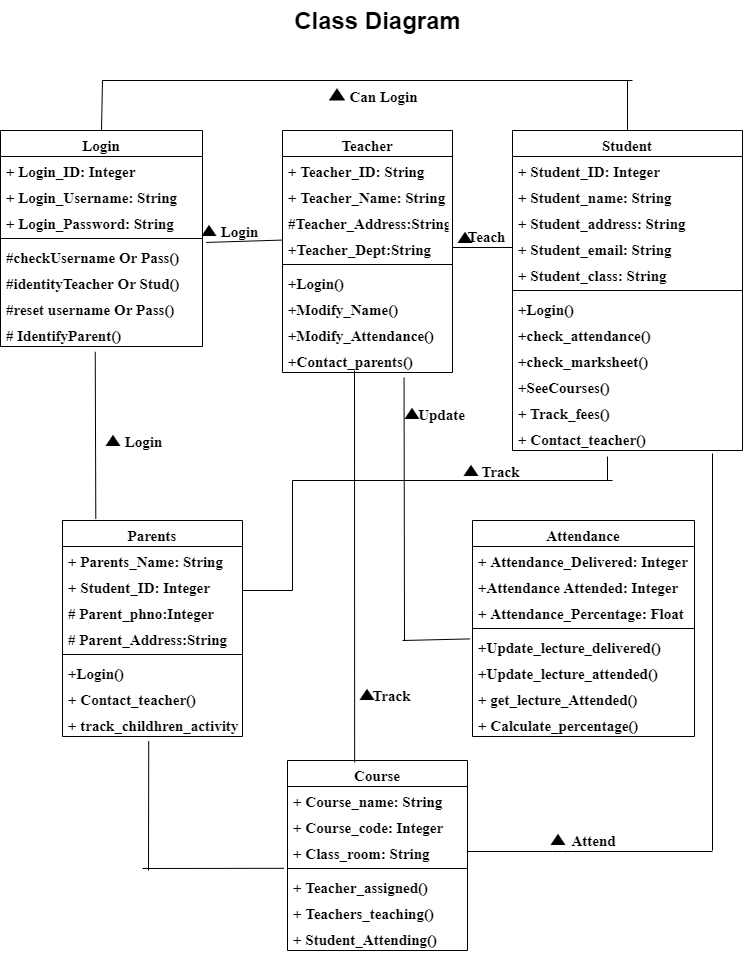 Class Diagram
▲ Can Login
Login
+ Login_ID: Integer
+ Login_Username: String
+ Login_Password: String
#checkUsername Or Pass()
#identityTeacher Or Stud()
#reset username Or Pass()
# IdentifyParent()
▲ Login
Teacher
+ Teacher_ID: String
+ Teacher_Name: String
#Teacher_Address:String
+Teacher_Dept:String
+Login()
+Modify_Name()
+Modify_Attendance()
+Contact_parents()
▲Teach
Student
+ Student_ID: Integer
+ Student_name: String
+ Student_address: String
+ Student_email: String
+ Student_class: String
+Login()
+check_attendance()
+check_marksheet()
+SeeCourses()
+ Track_fees()
+ Contact_teacher()
▲ Login
▲Update
▲ Track
Parents
+ Parents_Name: String
+ Student_ID: Integer
# Parent_phno:Integer
# Parent_Address:String
+Login()
+ Contact_teacher()
+ track_childhren_activity
Attendance
+ Attendance_Delivered: Integer
+Attendance Attended: Integer
+ Attendance_Percentage: Float
+Update_lecture_delivered()
+Update_lecture_attended()
+ get_lecture_Attended()
+ Calculate_percentage()
▲Track
Course
+ Course_name: String
+ Course_code: Integer
+ Class_room: String
+ Teacher_assigned()
+ Teachers_teaching()
+ Student_Attending()
▲ Attend